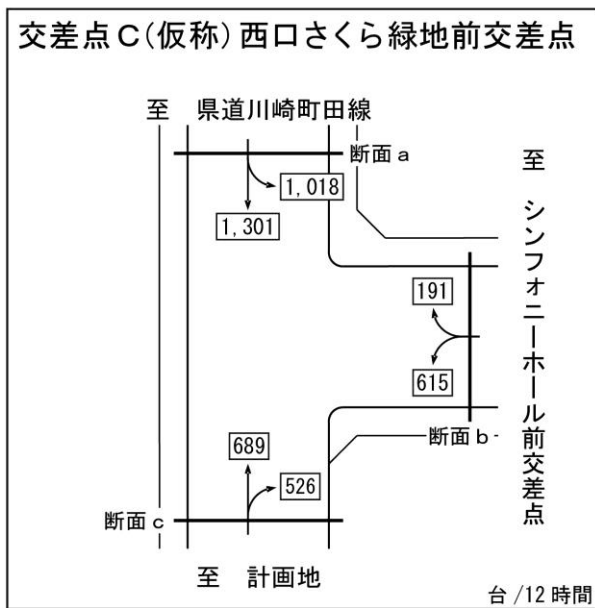 交差点C(仮称)西口さくら緑地前交差点
至 県道川崎町田線
断面a
1,018
1,301
至 シンフォニーホール前交差点
191
615
断面b
689
526
断面c
至 計画地
台/12時間